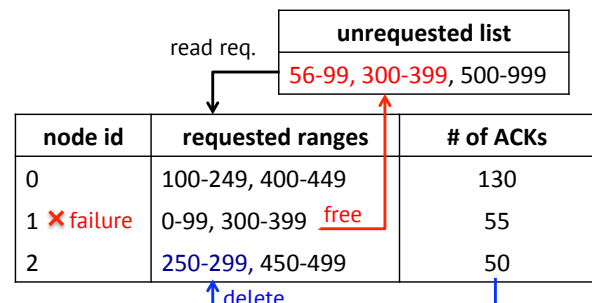 read req.
unrequested list
56-99, 300-399, 500-999
node id requested ranges # of ACKs
0 100-249, 400-449 130
1 ✖ failure 0-99, 300-399 free 55
2 250-299, 450-499 50
delete